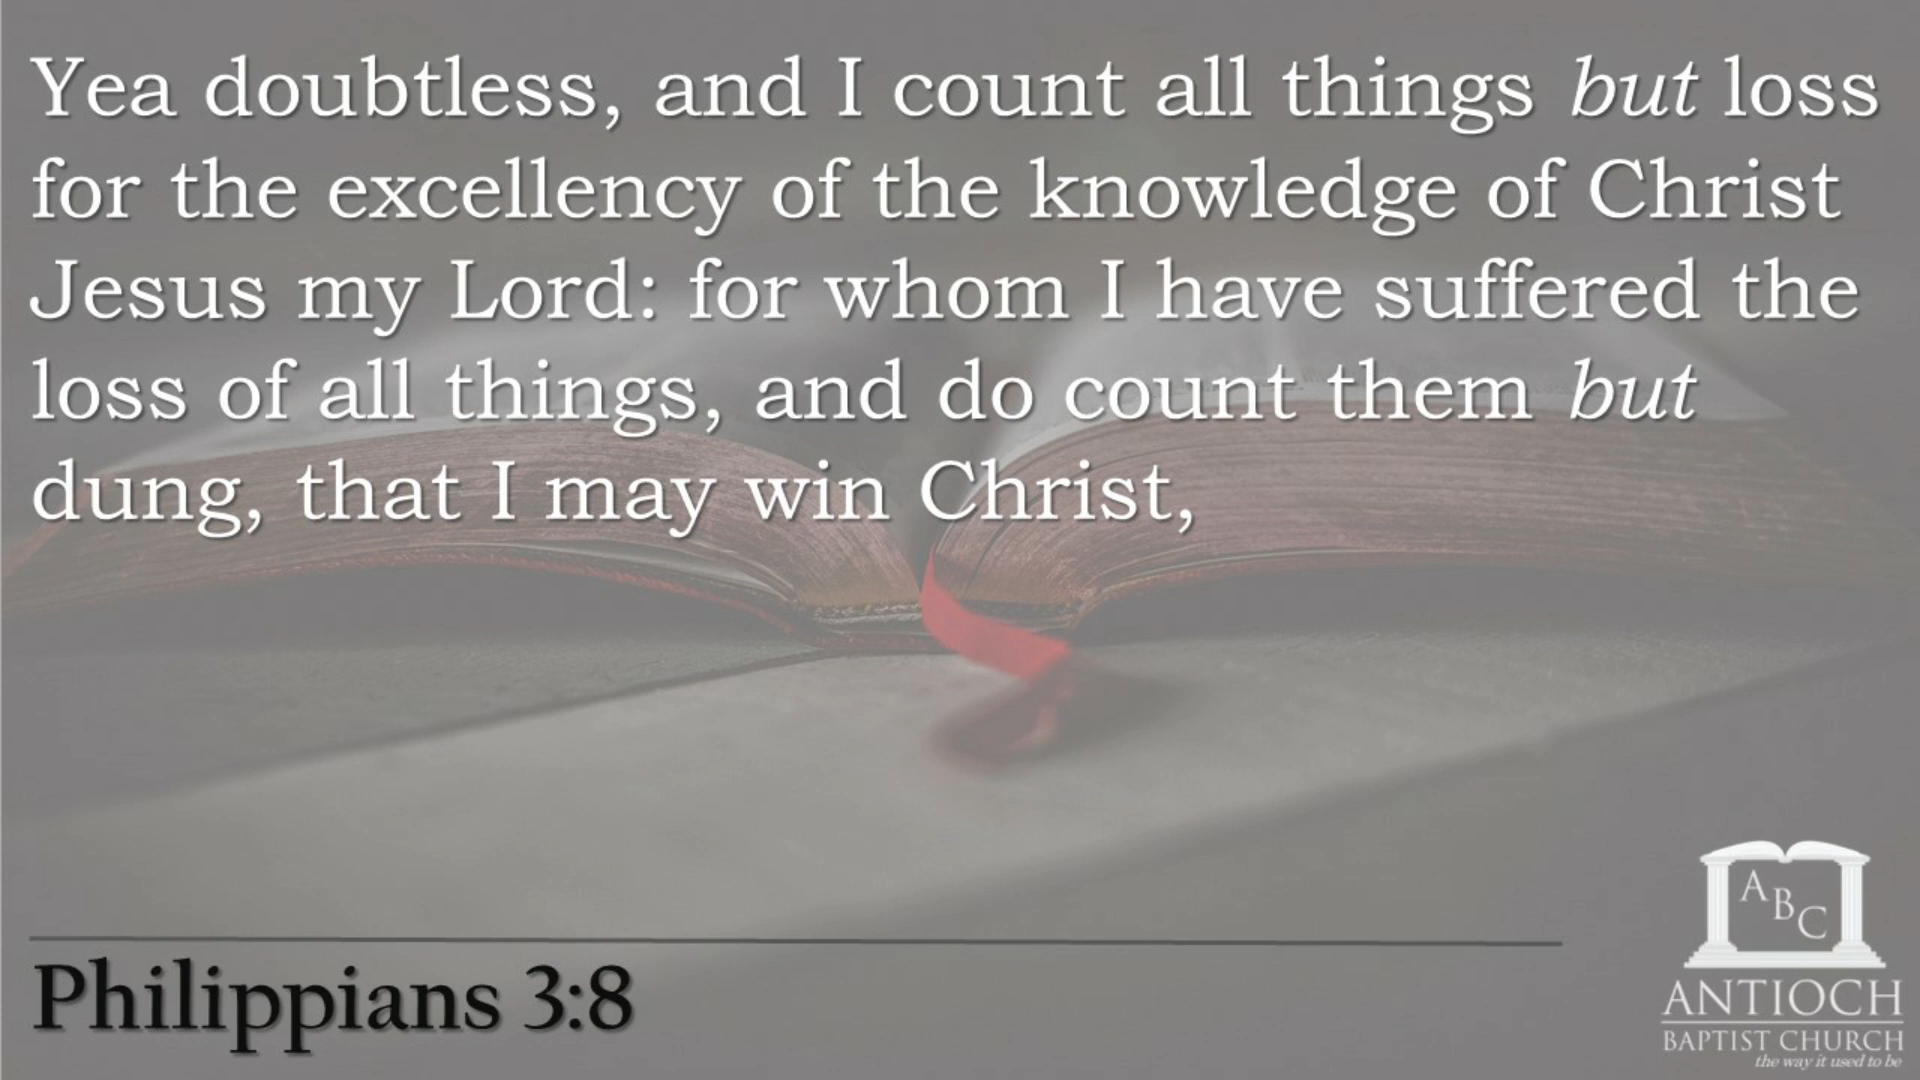 Yea doubtless, and I count all things but loss
for the excellency of the knowledge of Christ
Jesus my Lord: for whom I have suffered the
loss of all things, and do count them but
dung, that I may win Christ,
Philippians 3:8
A B C
ANTIOCH
BAPTIST CHURCH
the way it used to be